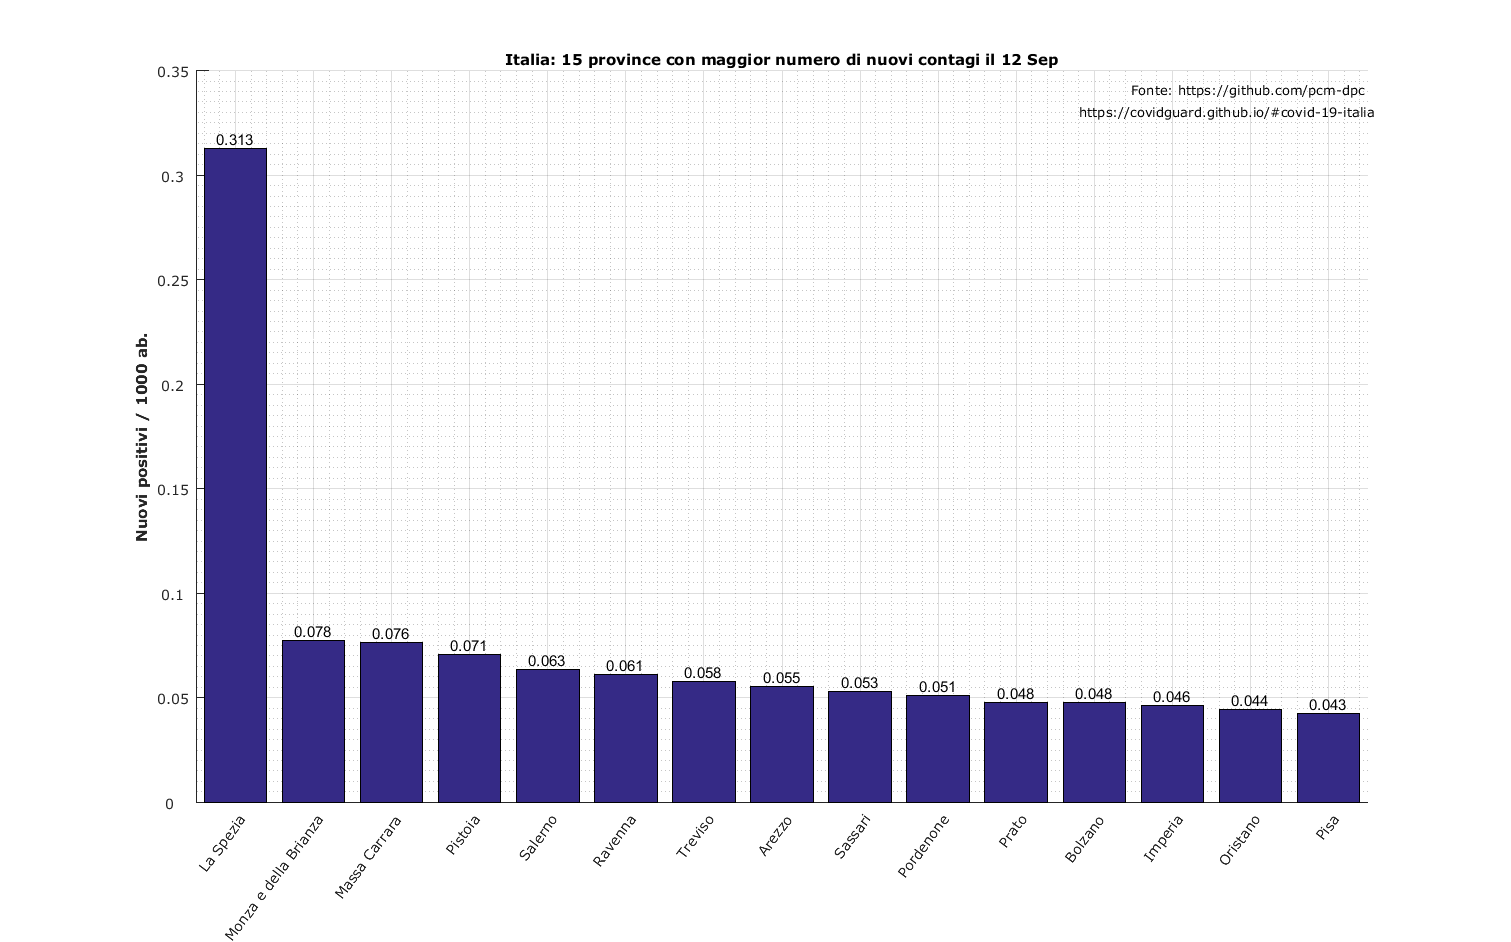 Italia: 15 province con maggior numero di nuovi contagi il 12 Sep
Fonte: https://github.com/pcm-dpc
https://covidguard.github.io/#covid-19-italia
Nuovi positivi / 1000 ab.
0.35
0.3
0.25
0.2
0.15
0.1
0.05
0
0.313
0.078
0.076
0.071
0.063
0.061
0.058
0.055
0.053
0.051
0.048
0.048
0.046
0.044
0.043
La Spezia
Monza e della Brianza
Massa Carrara
Pistoia
Salerno
Ravenna
Treviso
Arezzo
Sassari
Pordenone
Prato
Bolzano
Imperia
Oristano
Pisa